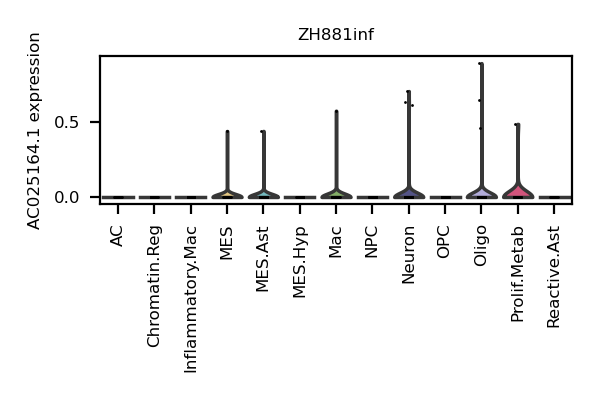 ZH881inf
AC025164.1 expression
0.5
0.0
AC
Chromatin.Reg
Inflammatory.Mac
MES
MES.Ast
MES.Hyp
Mac
NPC
Neuron
OPC
Oligo
Prolif.Metab
Reactive.Ast